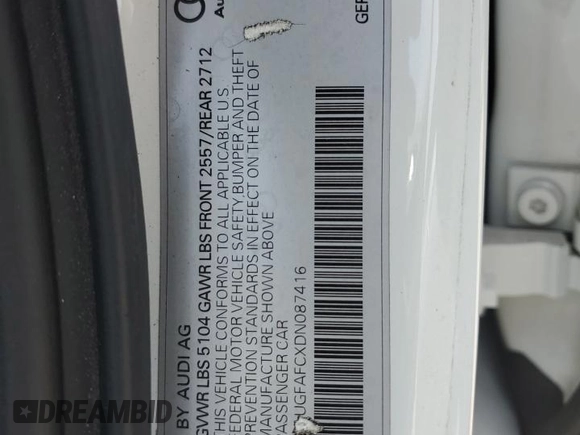 BY AUDI AG
GVWR LBS 5104 GAWR LBS FRONT 2557/REAR 2712
THIS VEHICLE CONFORMS TO ALL APPLICABLE U.S.
FEDERAL MOTOR VEHICLE SAFETY,BUMPER AND THEFT
PREVENTION STANDARDS IN EFFECT ON THE DATE OF
MANUFACTURE SHOWN ABOVE
PASSENGER CAR
UGFAFCXDN087416
DREAMBID